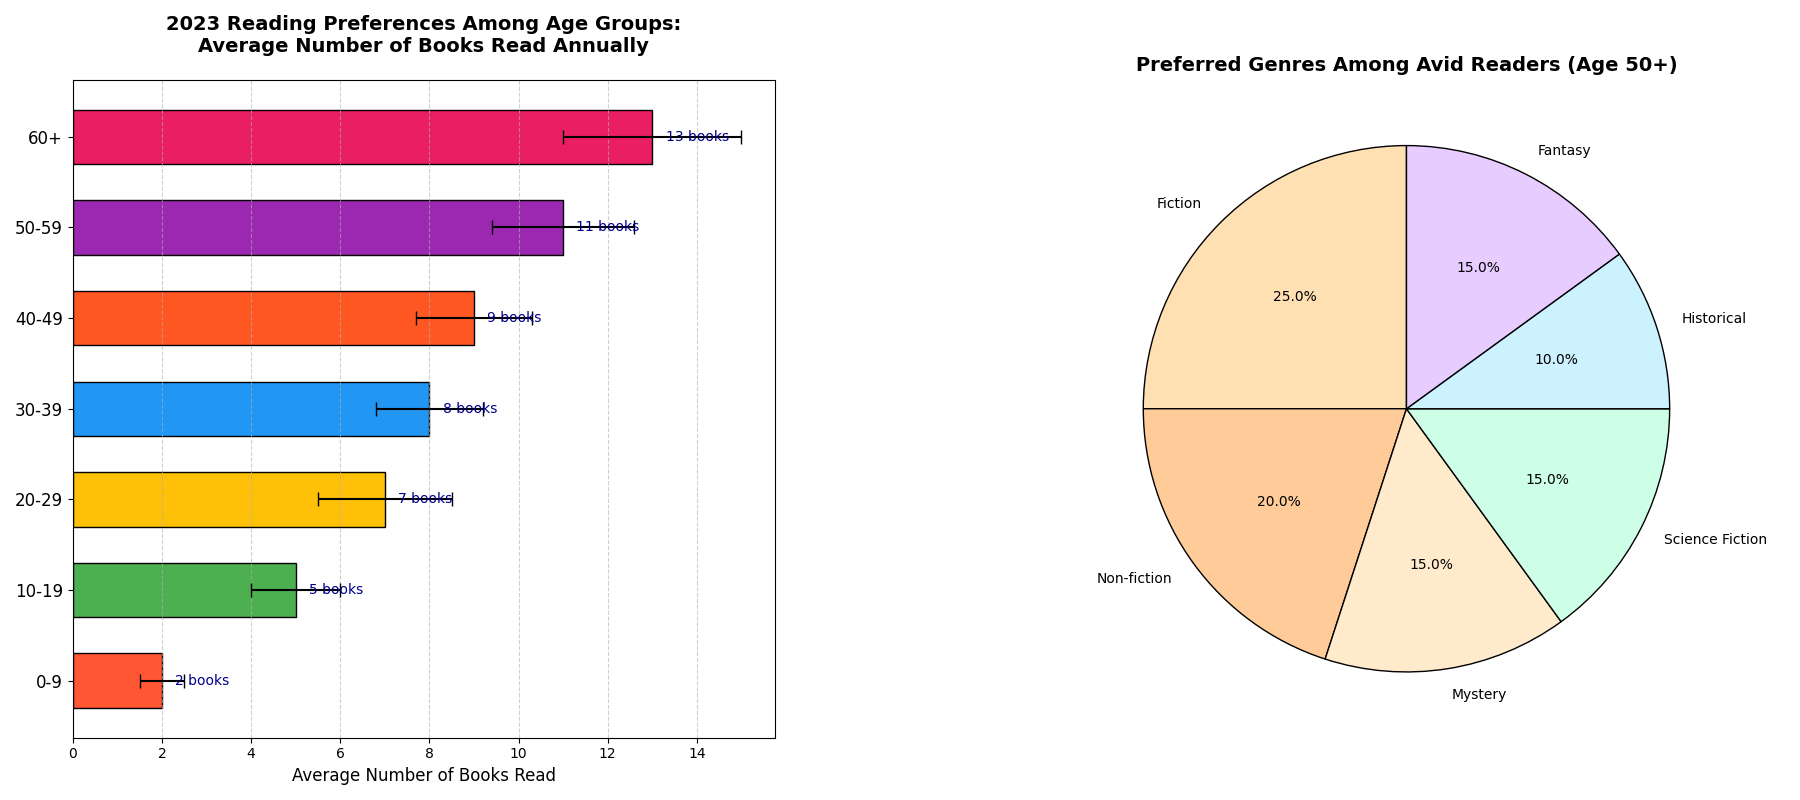 2023 Reading Preferences Among Age Groups:
Average Number of Books Read Annually
60+
13 books
50-59
11 books
40-49
9 books
30-39
8 books
20-29
7 books
10-19
5 books
0-9
2 books
0 2 4 6 8 10 12 14
Average Number of Books Read
Preferred Genres Among Avid Readers (Age 50+)
Fantasy
Fiction
15.0%
25.0%
Historical
10.0%
15.0%
20.0%
Science Fiction
15.0%
Non-fiction
Mystery